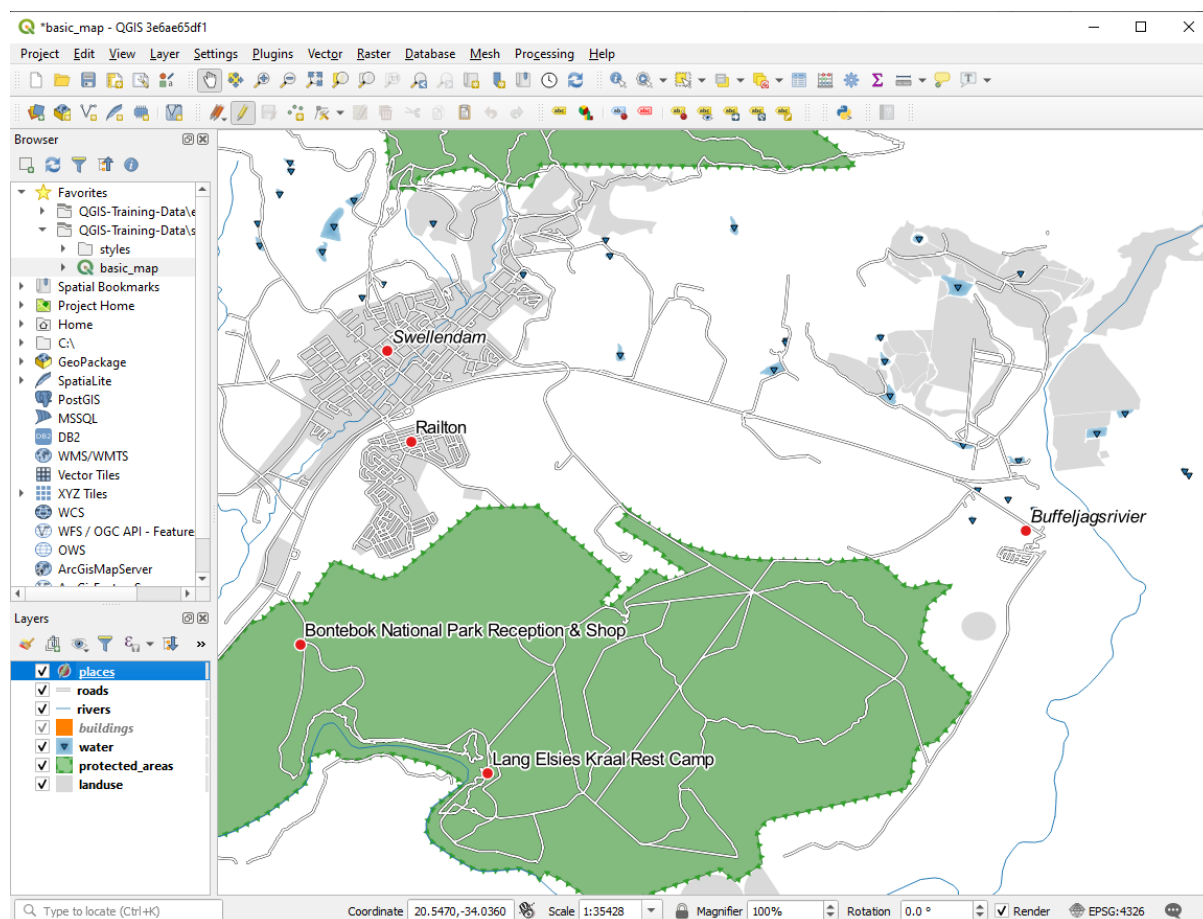 *basic_map - QGIS 3e6ae65df1
Project Edit View Layer Settings Plugins Vector Raster Database Mesh Processing Help
Browser
Favorites
QGIS-Training-Data\e
QGIS-Training-Data\s
styles
basic_map
Spatial Bookmarks
Project Home
Home
C:\
GeoPackage
SpatiaLite
PostGIS
MSSQL
DB2
WMS/WMTS
Vector Tiles
XYZ Tiles
WCS
WFS / OGC API - Feature
OWS
ArcGisMapServer
Layers
»
places
roads
rivers
buildings
water
protected_areas
landuse
Swellendam
Railton
Buffeljagsrivier
Bontebok National Park Reception & Shop
Lang Elsies Kraal Rest Camp
Type to locate (Ctrl+K) Coordinate 20.5470,-34.0360 Scale 1:35428 Magnifier 100% Rotation 0.0 ° Render EPSG:4326